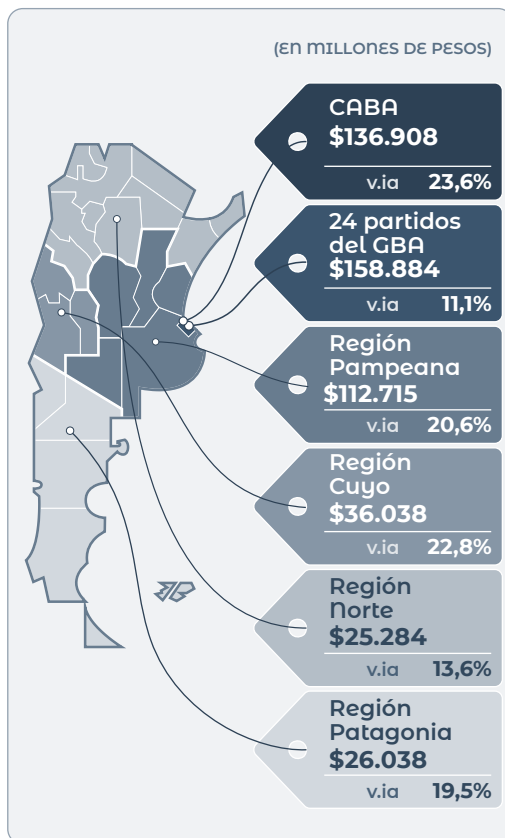 (EN MILLONES DE PESOS)
CABA
$136.908
v.ia 23,6%
24 partidos
del GBA
$158.884
v.ia 11,1%
Región
Pampeana
$112.715
v.ia 20,6%
Región
Cuyo
$36.038
v.ia 22,8%
Región
Norte
$25.284
v.ia 13,6%
Región
Patagonia
$26.038
v.ia 19,5%